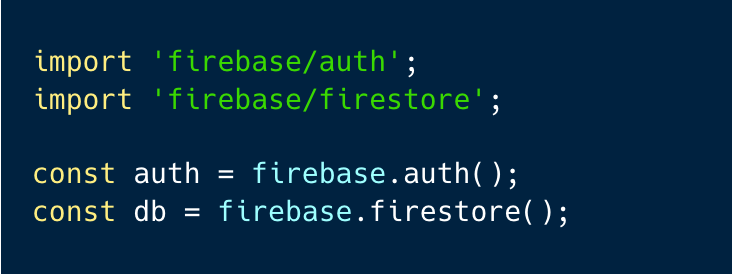 import 'firebase/auth';
import 'firebase/firestore';
const auth = firebase.auth();
const db = firebase.firestore();